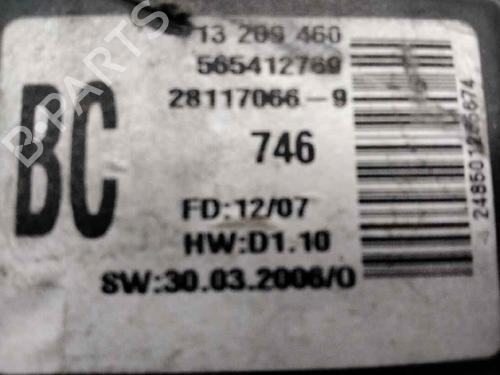 13 209 460
565412769
28117066-9
BC
746
FD:12/07
HW:D1.10
SW:30.03.2006/0
B-PARTS